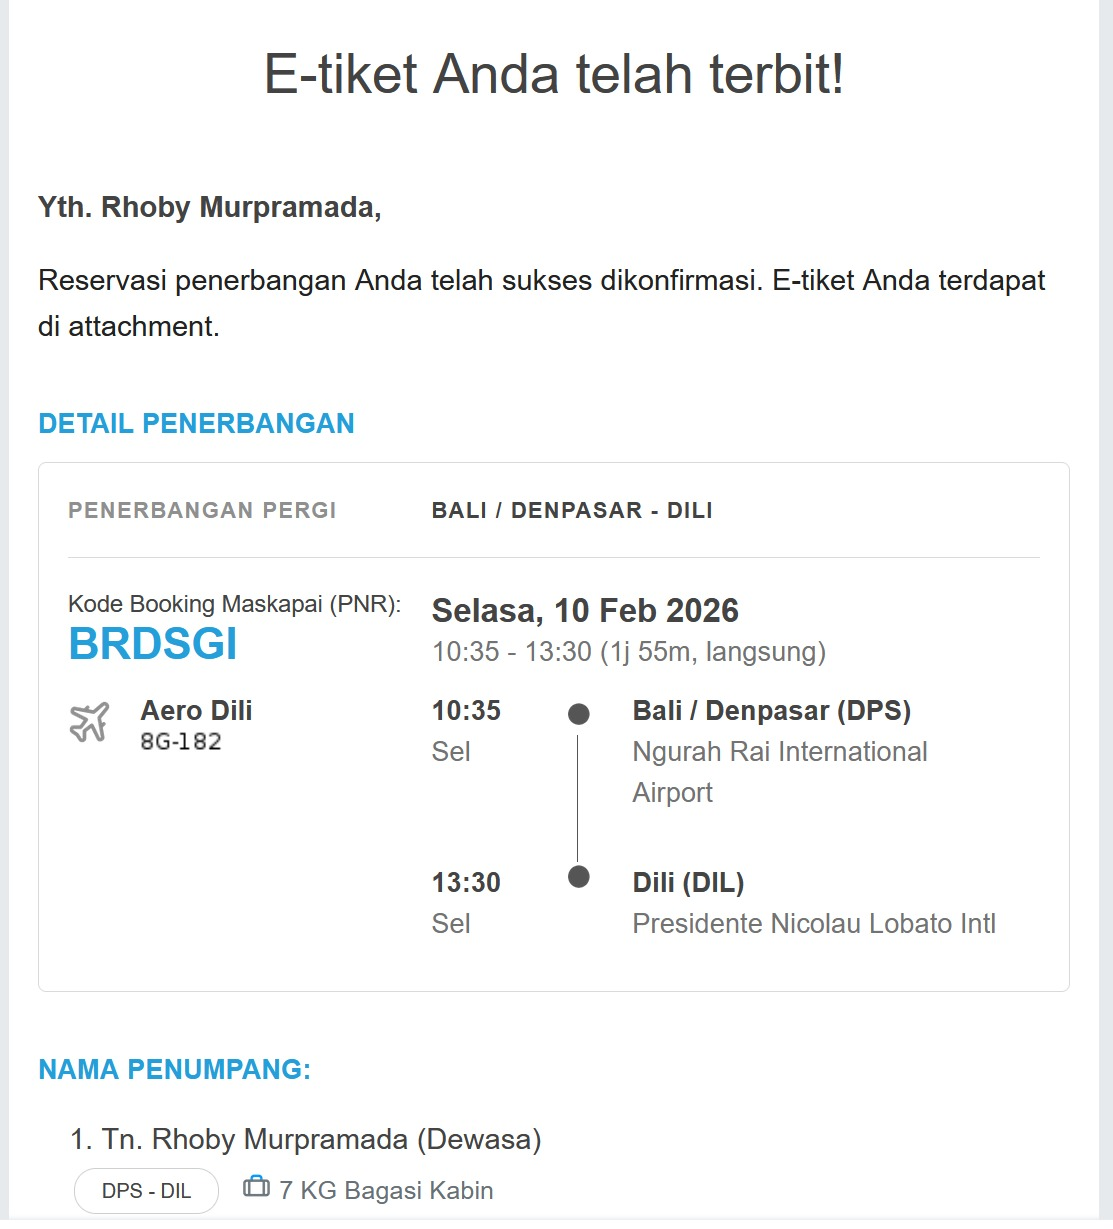 E-tiket Anda telah terbit!
Yth. Rhoby Murpramada,
Reservasi penerbangan Anda telah sukses dikonfirmasi. E-tiket Anda terdapat
di attachment.
DETAIL PENERBANGAN
PENERBANGAN PERGI
BALI / DENPASAR - DILI
Kode Booking Maskapai (PNR):
BRDSGI
Aero Dili
8G-182
Selasa, 10 Feb 2026
10:35 - 13:30 (1j 55m, langsung)
10:35
Sel
Bali / Denpasar (DPS)
Ngurah Rai International
Airport
13:30
Sel
Dili (DIL)
Presidente Nicolau Lobato Intl
NAMA PENUMPANG:
1. Tn. Rhoby Murpramada (Dewasa)
DPS - DIL
7 KG Bagasi Kabin